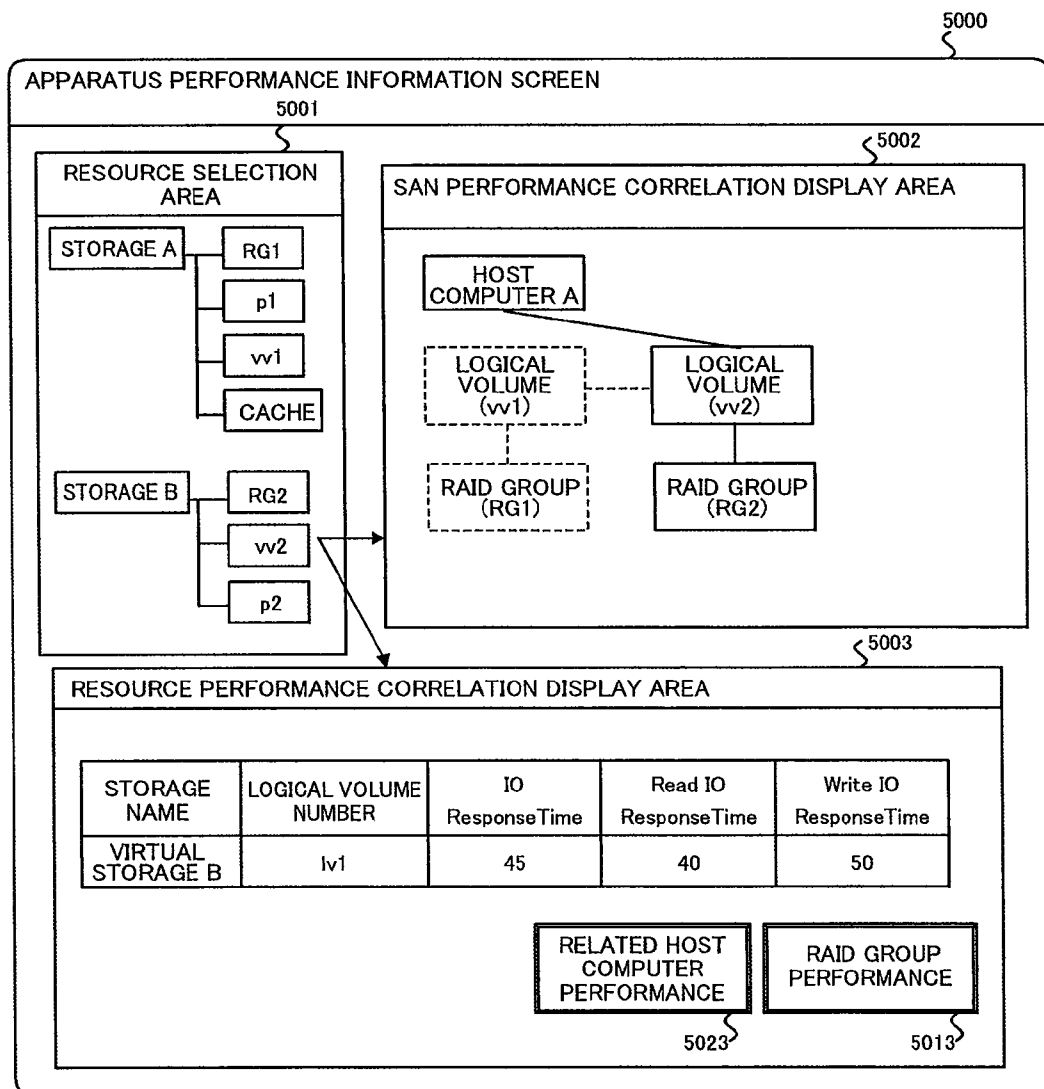 5000
APPARATUS PERFORMANCE INFORMATION SCREEN
5001
RESOURCE SELECTION
AREA
STORAGE A
RG1
p1
vv1
CACHE
STORAGE B
RG2
vv2
p2
5002
SAN PERFORMANCE CORRELATION DISPLAY AREA
HOST
COMPUTER A
LOGICAL
VOLUME
(vv1)
LOGICAL
VOLUME
(vv2)
RAID GROUP
(RG1)
RAID GROUP
(RG2)
5003
RESOURCE PERFORMANCE CORRELATION DISPLAY AREA
STORAGE
NAME
LOGICAL VOLUME
NUMBER
IO
ResponseTime
Read IO
ResponseTime
Write IO
ResponseTime
VIRTUAL
STORAGE B
lv1
45
40
50
RELATED HOST
COMPUTER
PERFORMANCE
RAID GROUP
PERFORMANCE
5023
5013